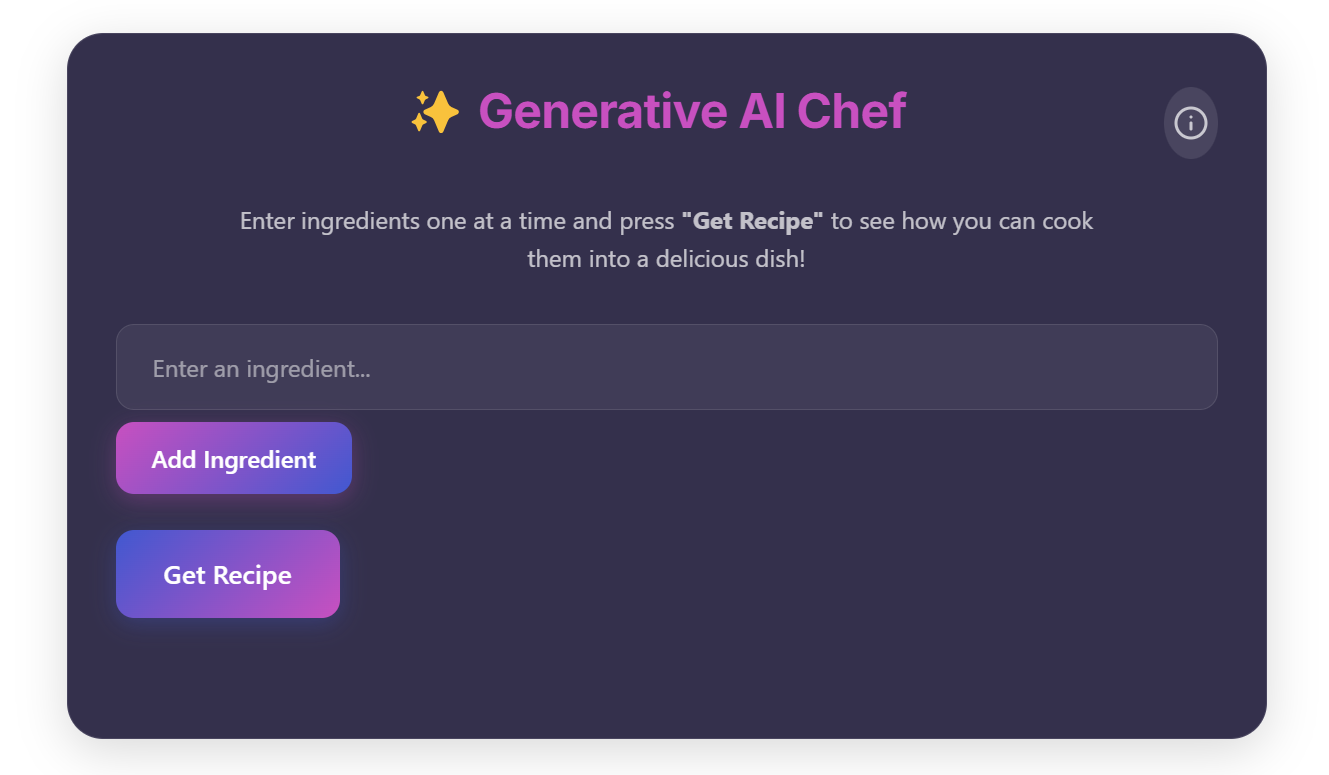 ✨ Generative AI Chef
Enter ingredients one at a time and press "Get Recipe" to see how you can cook
them into a delicious dish!
Enter an ingredient...
Add Ingredient
Get Recipe